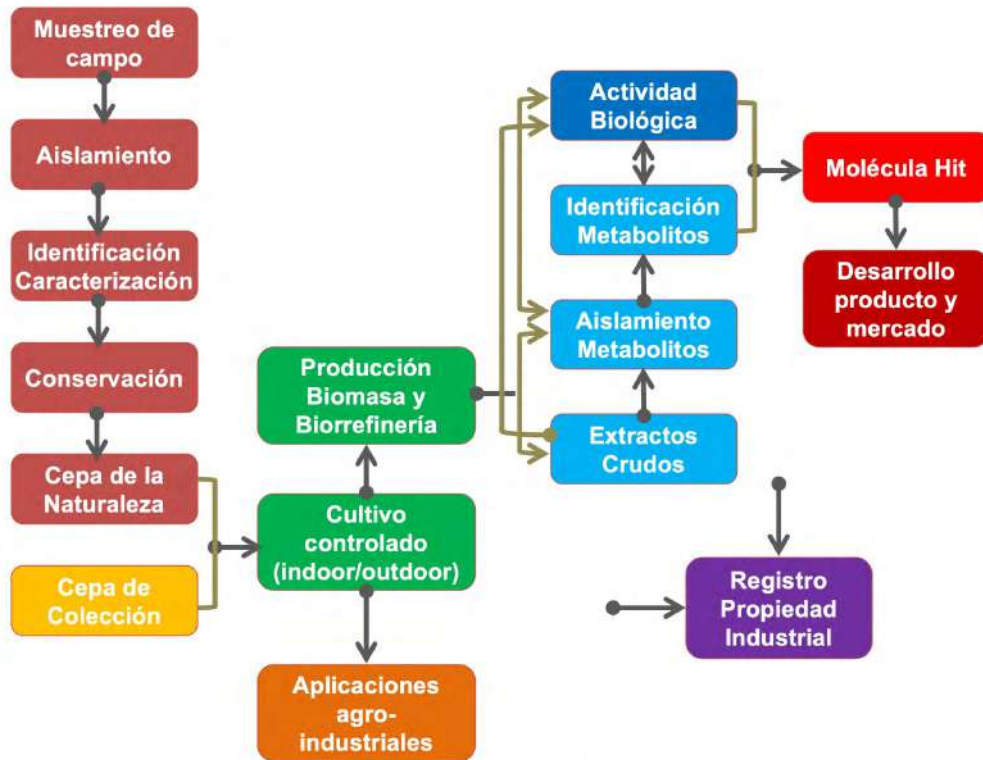 Muestreo de
campo
Aislamiento
Identificación
Caracterización
Conservación
Cepa de la
Naturaleza
Cepa de
Colección
Producción
Biomasa y
Biorrefinería
Cultivo
controlado
(indoor/outdoor)
Aplicaciones
agro-
industriales
Actividad
Biológica
Identificación
Metabolitos
Aislamiento
Metabolitos
Extractos
Crudos
Molécula Hit
Desarrollo
producto y
mercado
Registro
Propiedad
Industrial